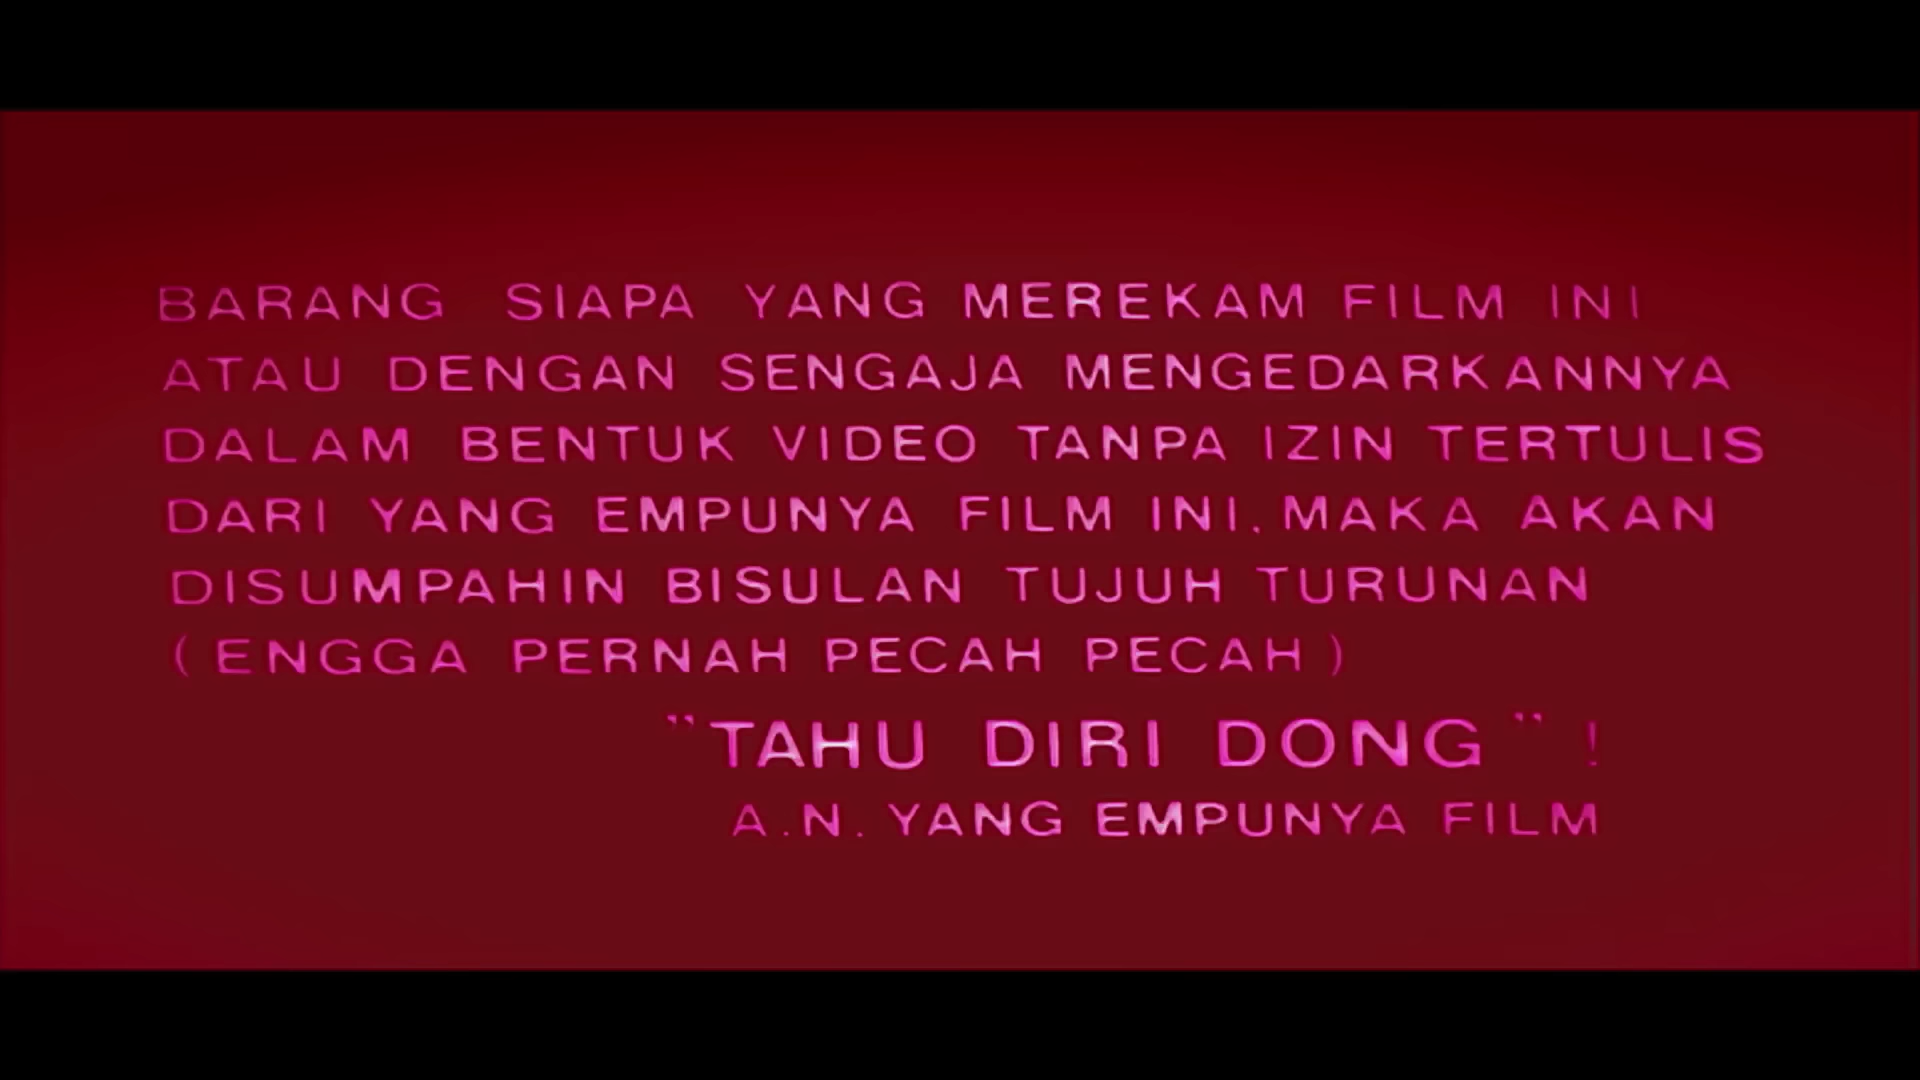 BARANG SIAPA YANG MEREKAM FILM INI
ATAU DENGAN SENGAJA MENGEDARKANNYA
DALAM BENTUK VIDEO TANPA IZIN TERTULIS
DARI YANG EMPUNYA FILM INI. MAKA AKAN
DISUMPAHIN BISULAN TUJUH TURUNAN
(ENGGA PERNAH PECAH PECAH)
"TAHU DIRI DONG" !
A.N. YANG EMPUNYA FILM